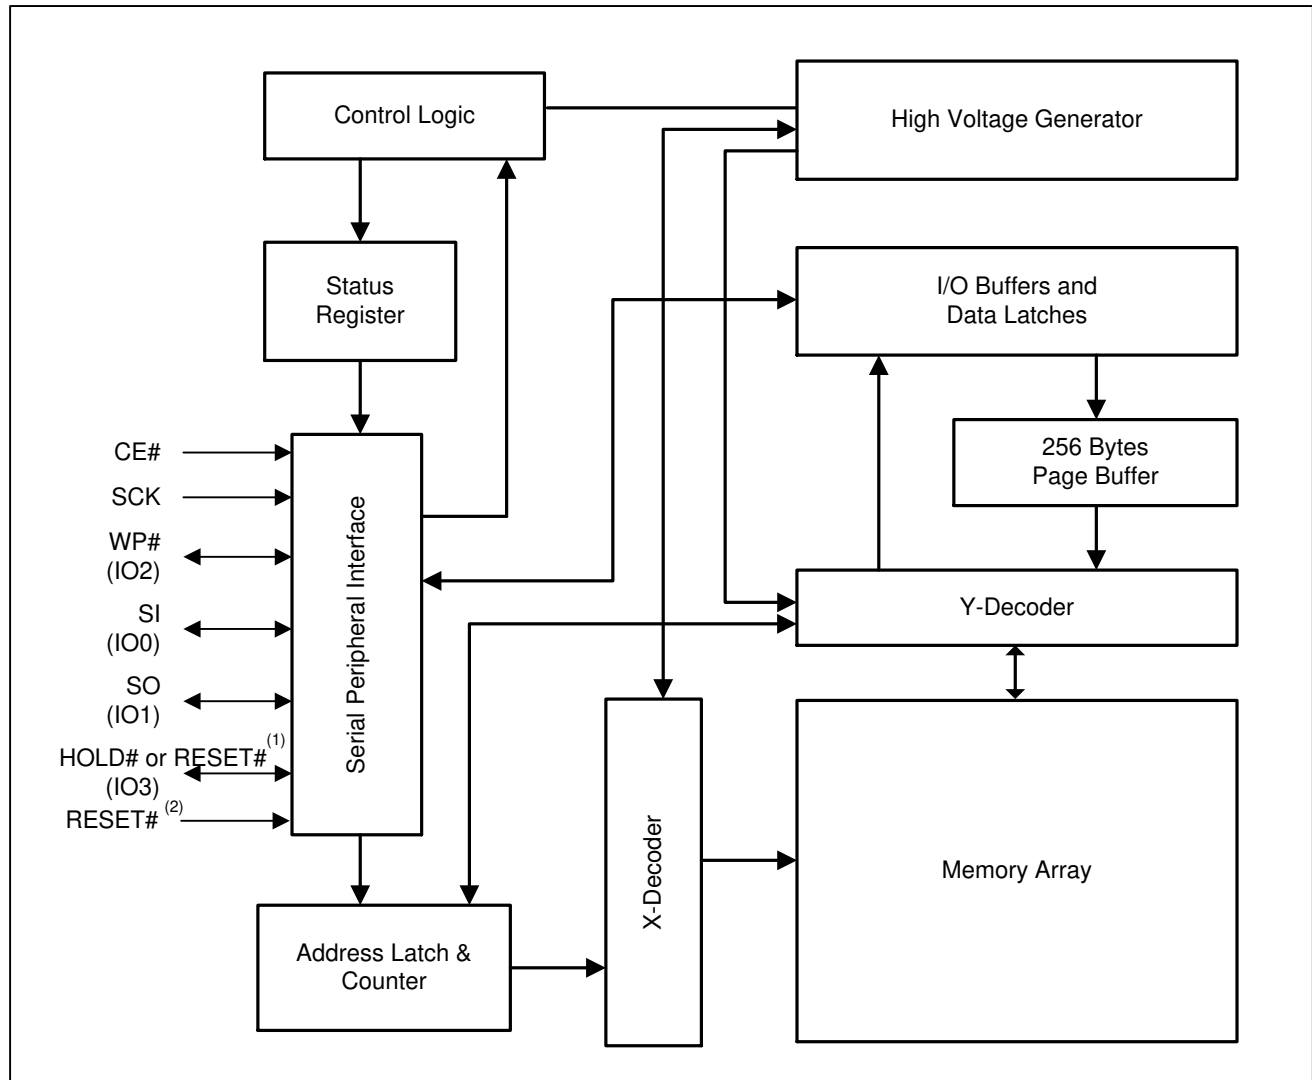 Control Logic
High Voltage Generator
Status
Register
I/O Buffers and
Data Latches
256 Bytes
Page Buffer
Y-Decoder
CE#
SCK
WP#
(IO2)
SI
(IO0)
SO
(IO1)
HOLD# or RESET# (1)
(IO3)
RESET# (2)
Serial Peripheral Interface
X-Decoder
Memory Array
Address Latch &
Counter